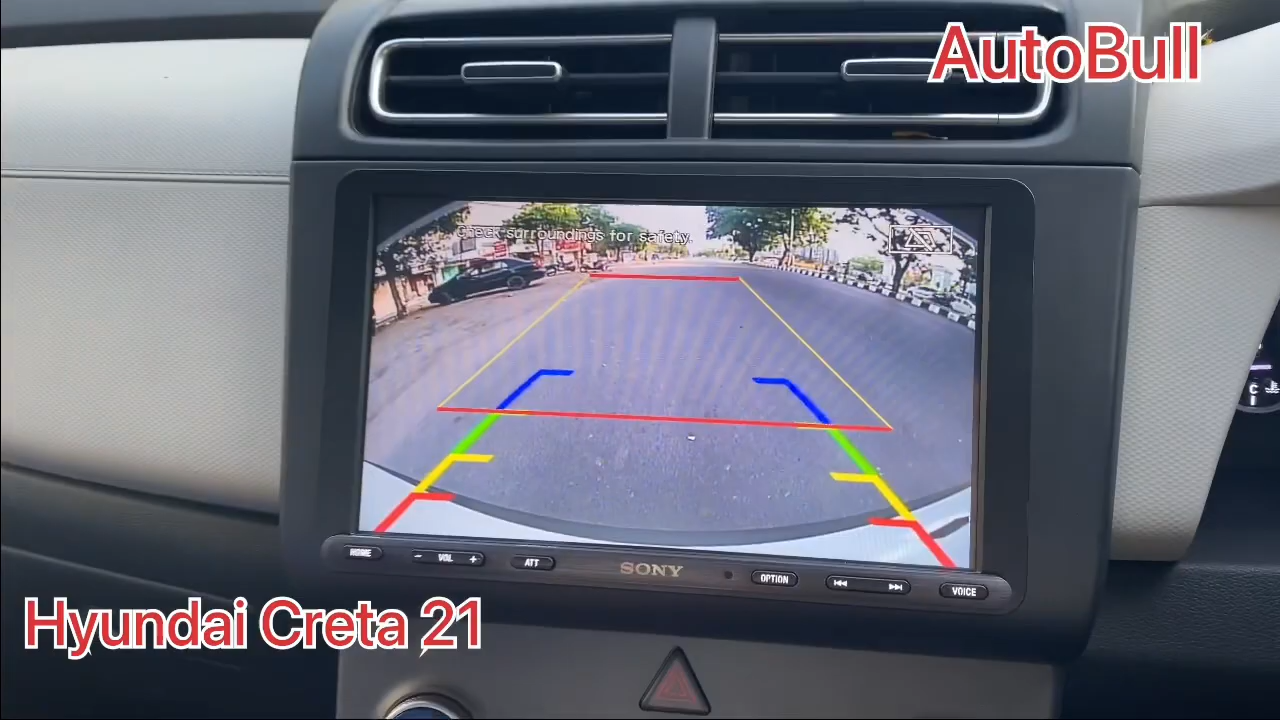 AutoBull
Check surroundings for safety.
HOME
- VOL +
ATT
SONY
OPTION
VOICE
Hyundai Creta 21
C